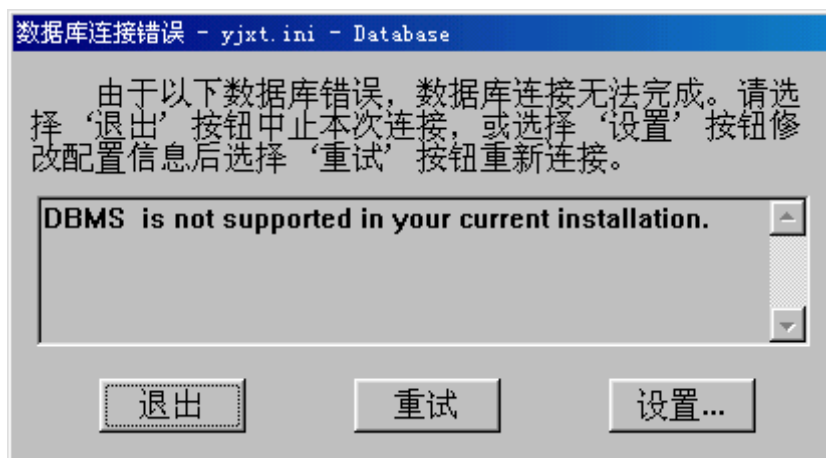 数据库连接错误 - yjxt.ini - Database
由于以下数据库错误，数据库连接无法完成。请选
择‘退出’按钮中止本次连接，或选择‘设置’按钮修
改配置信息后选择‘重试’按钮重新连接。
DBMS  is not supported in your current installation.
退出
重试
设置...